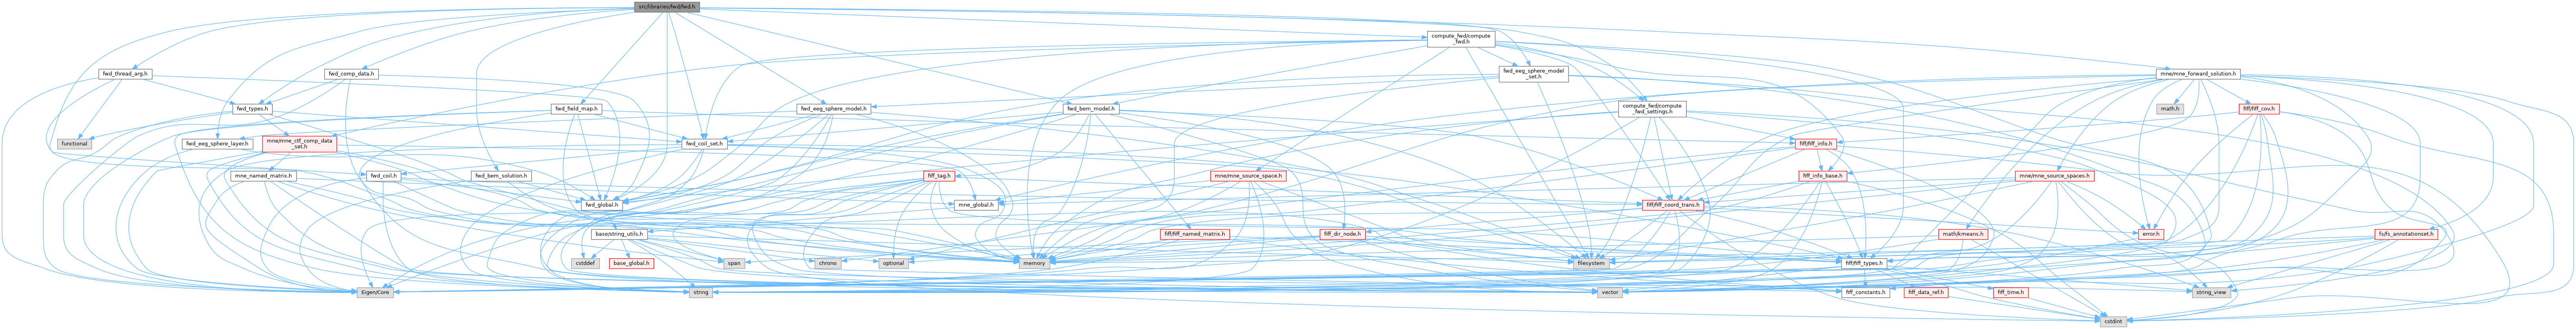 src/libraries/fwd/fwd.h
compute_fwd/compute
_fwd.h
fwd_thread_arg.h
fwd_comp_data.h
fwd_eeg_sphere_model
_set.h
mne/mne_forward_solution.h
fwd_types.h
fwd_field_map.h
fwd_eeg_sphere_model.h
fwd_bem_model.h
compute_fwd/compute
_fwd_settings.h
math.h
fiff/fiff_cov.h
functional
fwd_eeg_sphere_layer.h
mne/mne_ctf_comp_data
_set.h
fwd_coil_set.h
fiff/fiff_info.h
mne_named_matrix.h
fwd_coil.h
fwd_bem_solution.h
fiff_tag.h
mne/mne_source_space.h
fiff_info_base.h
mne/mne_source_spaces.h
fwd_global.h
mne_global.h
fiff/fiff_coord_trans.h
base/string_utils.h
fiff/fiff_named_matrix.h
fiff_dir_node.h
math/kmeans.h
error.h
fs/fs_annotationset.h
cstddef
base_global.h
span
chrono
optional
memory
filesystem
fiff/fiff_types.h
Eigen/Core
string
vector
fiff_constants.h
fiff_data_ref.h
fiff_time.h
string_view
cstdint